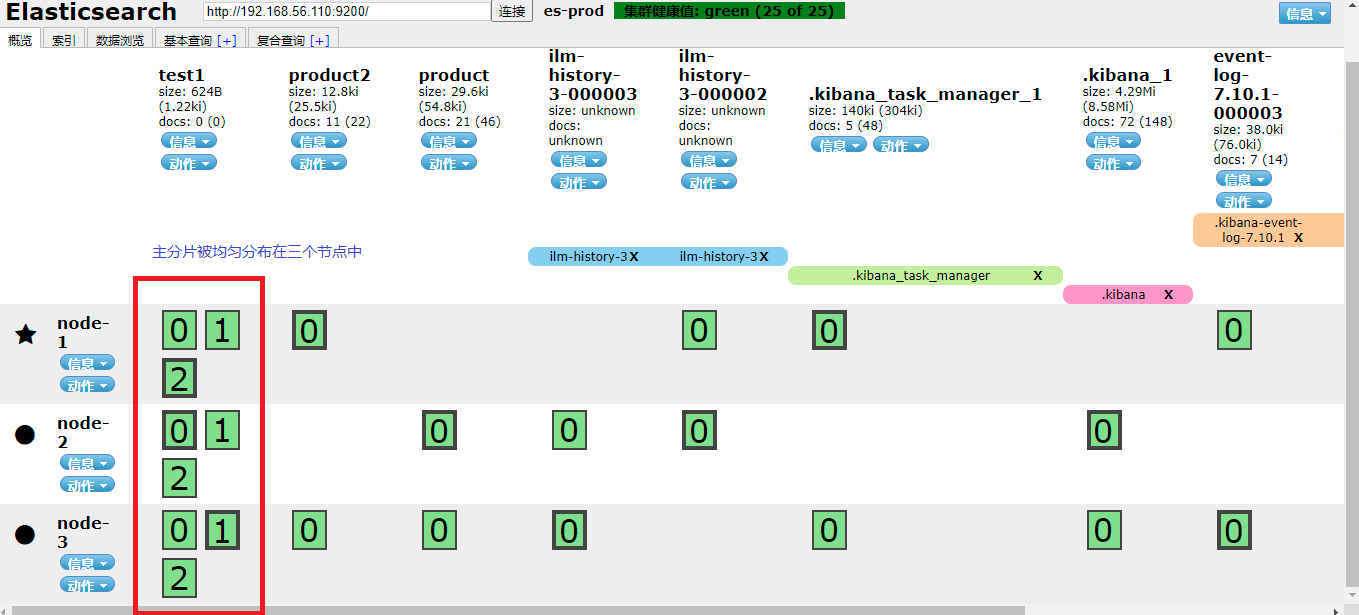 Elasticsearch
http://192.168.56.110:9200/
连接
es-prod
集群健康值: green (25 of 25)
信息
概览
索引
数据浏览
基本查询 [+]
复合查询 [+]
test1
size: 624B
(1.22ki)
docs: 0 (0)
信息
动作
product2
size: 12.8ki
(25.5ki)
docs: 11 (22)
信息
动作
product
size: 29.6ki
(54.8ki)
docs: 21 (46)
信息
动作
ilm-
history-
3-000003
size: unknown
docs:
unknown
信息
动作
ilm-
history-
3-000002
size: unknown
docs:
unknown
信息
动作
.kibana_task_manager_1
size: 140ki (304ki)
docs: 5 (48)
信息 动作
.kibana_1
size: 4.29Mi
(8.58Mi)
docs: 72 (148)
信息
动作
event-
log-
7.10.1-
000003
size: 38.0ki
(76.0ki)
docs: 7 (14)
信息
动作
.kibana-event-
log-7.10.1 X
主分片被均匀分布在三个节点中
ilm-history-3X ilm-history-3X
.kibana_task_manager X
.kibana X
node-
1
信息
动作
0 1 0 0 0 0
2
node-
2
信息
动作
0 1 0 0 0 0
2
node-
3
信息
动作
0 1 0 0 0 0 0 0
2